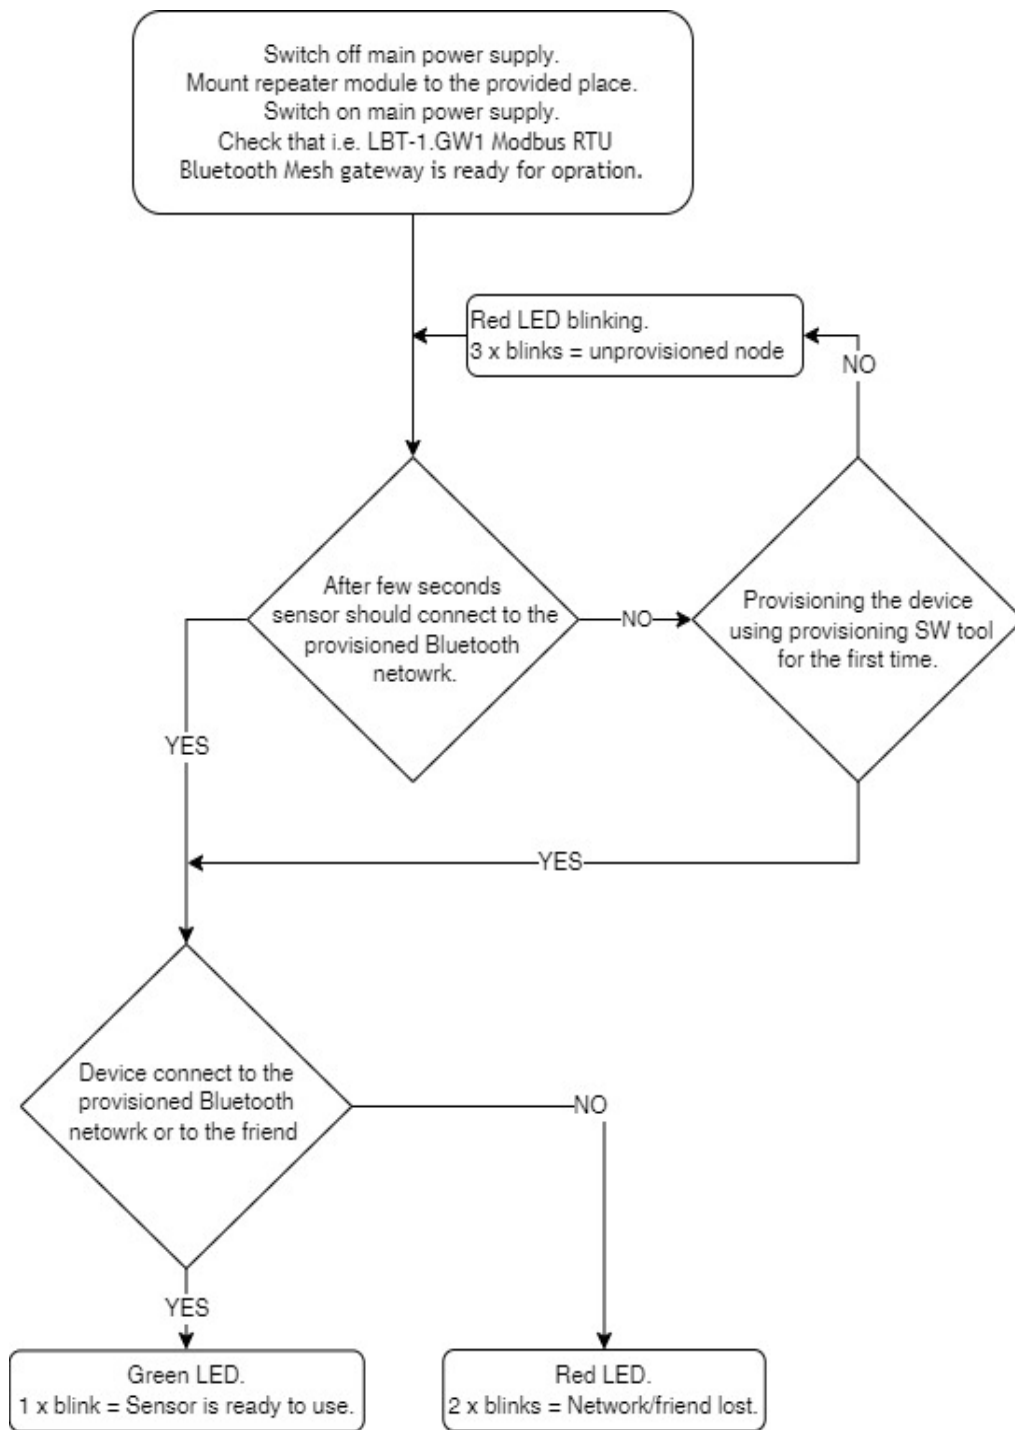 Switch off main power supply.
Mount repeater module to the provided place.
Switch on main power supply.
Check that i.e. LBT-1.GW1 Modbus RTU
Bluetooth Mesh gateway is ready for opration.
Red LED blinking.
3 x blinks = unprovisioned node
NO
After few seconds
sensor should connect to the
provisioned Bluetooth
netowrk.
NO
Provisioning the device
using provisioning SW tool
for the first time.
YES
YES
Device connect to the
provisioned Bluetooth
netowrk or to the friend
NO
YES
Green LED.
1 x blink = Sensor is ready to use.
Red LED.
2 x blinks = Network/friend lost.